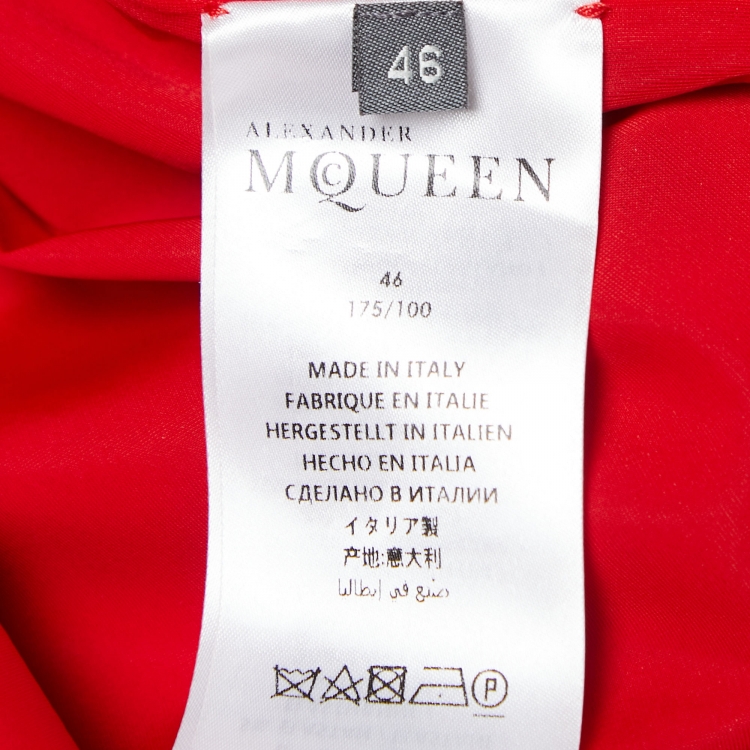 46
ALEXANDER
MCQUEEN
46
175/100
MADE IN ITALY
FABRIQUE EN ITALIE
HERGESTELLT IN ITALIEN
HECHO EN ITALIA
СДЕЛАНО В ИТАЛИИ
イタリア製
产地:意大利
صنع في إيطاليا
P